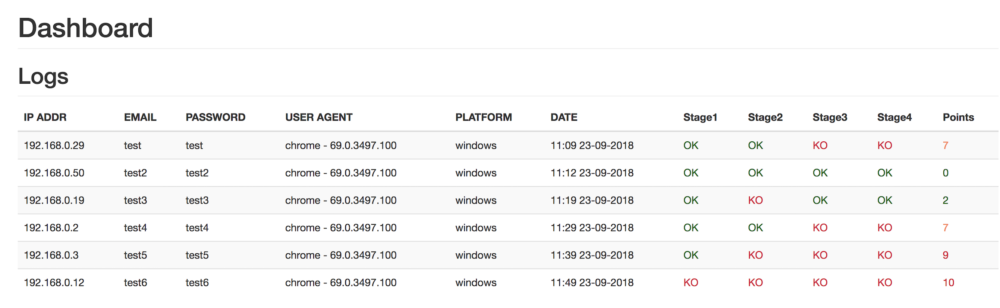 Dashboard
Logs
IP ADDR EMAIL PASSWORD USER AGENT PLATFORM DATE Stage1 Stage2 Stage3 Stage4 Points
192.168.0.29 test test chrome - 69.0.3497.100 windows 11:09 23-09-2018 OK OK KO KO 7
192.168.0.50 test2 test2 chrome - 69.0.3497.100 windows 11:12 23-09-2018 OK OK OK OK 0
192.168.0.19 test3 test3 chrome - 69.0.3497.100 windows 11:19 23-09-2018 OK KO OK OK 2
192.168.0.2 test4 test4 chrome - 69.0.3497.100 windows 11:29 23-09-2018 OK OK KO KO 7
192.168.0.3 test5 test5 chrome - 69.0.3497.100 windows 11:39 23-09-2018 OK KO KO KO 9
192.168.0.12 test6 test6 chrome - 69.0.3497.100 windows 11:49 23-09-2018 KO KO KO KO 10